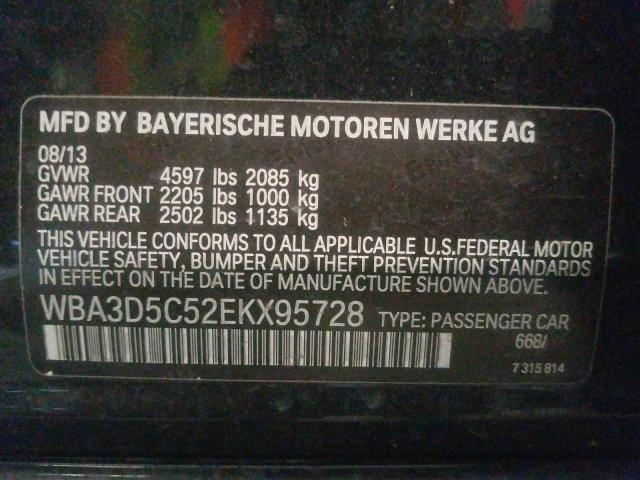 MFD BY BAYERISCHE MOTOREN WERKE AG
08/13
GVWR 4597 lbs 2085 kg
GAWR FRONT 2205 lbs 1000 kg
GAWR REAR 2502 lbs 1135 kg
THIS VEHICLE CONFORMS TO ALL APPLICABLE U.S.FEDERAL MOTOR
VEHICLE SAFETY, BUMPER AND THEFT PREVENTION STANDARDS
IN EFFECT ON THE DATE OF MANUFACTURE SHOWN ABOVE.
WBA3D5C52EKX95728 TYPE: PASSENGER CAR
668/
7 315 814